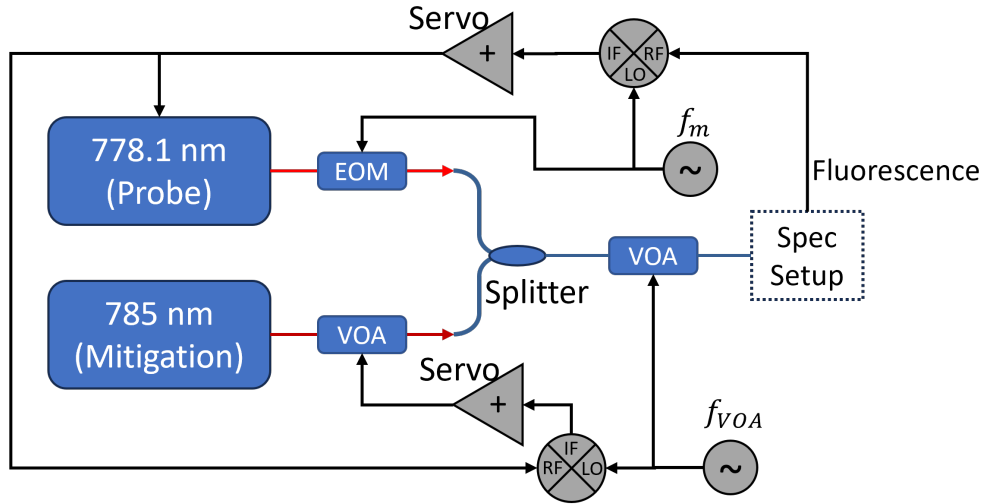 Servo
+
IF
RF
LO
778.1 nm
(Probe)
EOM
f_m
~
Fluorescence
Spec
Setup
VOA
Splitter
785 nm
(Mitigation)
VOA
Servo
+
IF
RF
LO
f_VOA
~